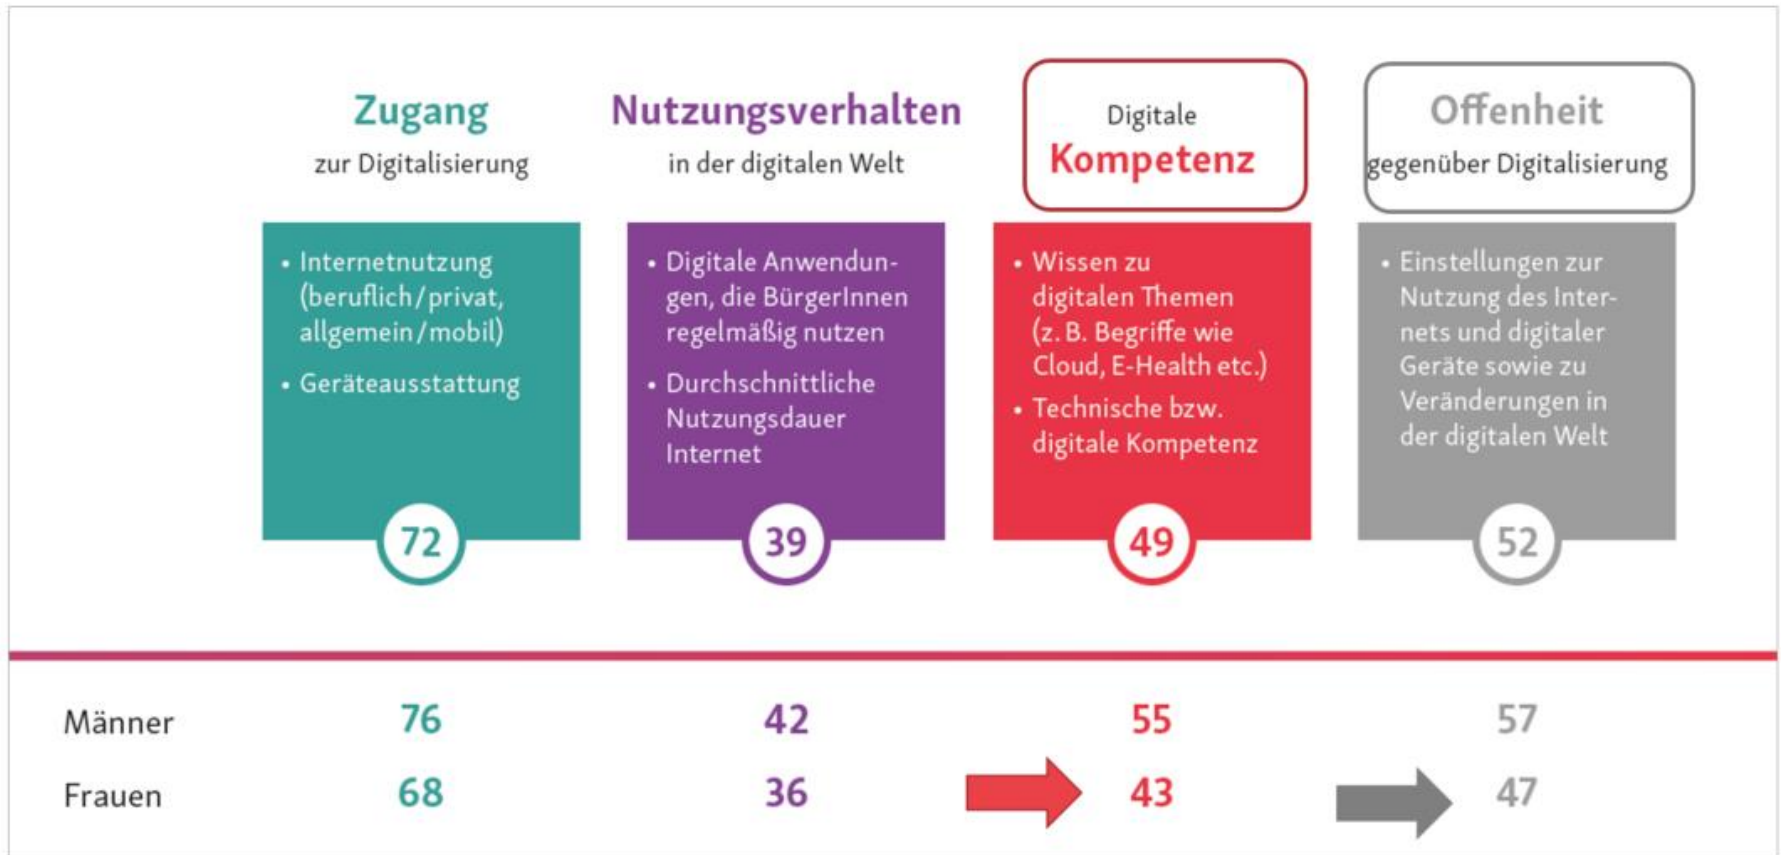 Zugang
zur Digitalisierung
• Internetnutzung
(beruflich/privat,
allgemein/mobil)
• Geräteausstattung
72
Nutzungsverhalten
in der digitalen Welt
• Digitale Anwendun-
gen, die BürgerInnen
regelmäßig nutzen
• Durchschnittliche
Nutzungsdauer
Internet
39
Digitale
Kompetenz
• Wissen zu
digitalen Themen
(z. B. Begriffe wie
Cloud, E-Health etc.)
• Technische bzw.
digitale Kompetenz
49
Offenheit
gegenüber Digitalisierung
• Einstellungen zur
Nutzung des Inter-
nets und digitaler
Geräte sowie zu
Veränderungen in
der digitalen Welt
52
Männer 76 42 55 57
Frauen 68 36 43 47